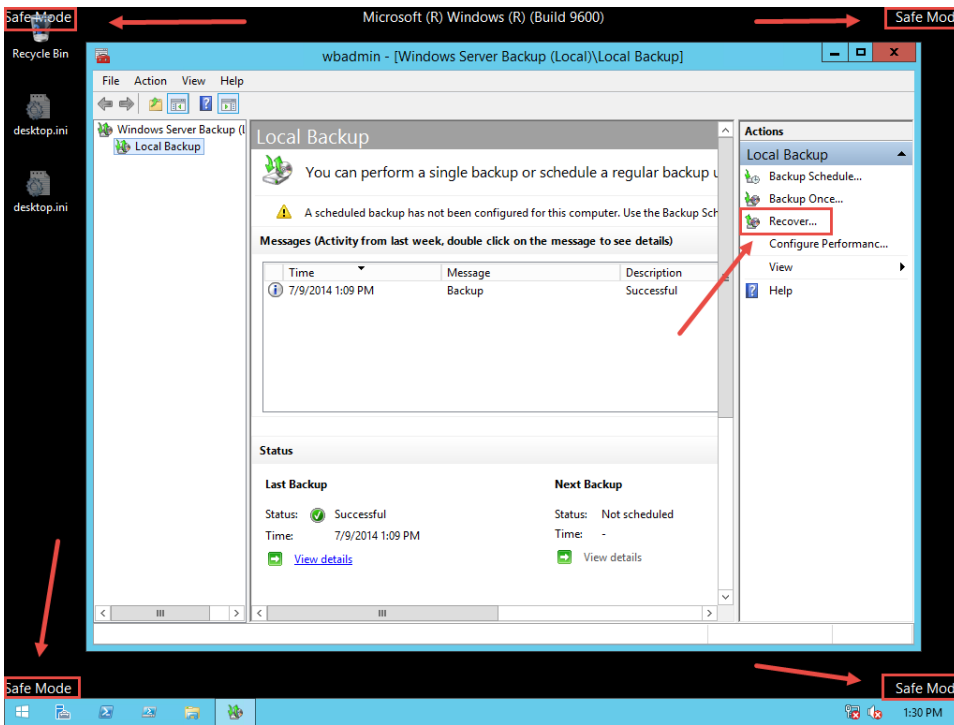 Safe Mode
Microsoft (R) Windows (R) (Build 9600)
Safe Mod
Recycle Bin
wbadmin - [Windows Server Backup (Local)\Local Backup]
File Action View Help
desktop.ini
Windows Server Backup (l
Local Backup
desktop.ini
Local Backup
You can perform a single backup or schedule a regular backup u
A scheduled backup has not been configured for this computer. Use the Backup Sch
Messages (Activity from last week, double click on the message to see details)
Time Message Description
7/9/2014 1:09 PM Backup Successful
Status
Last Backup Next Backup
Status: Successful Status: Not scheduled
Time: 7/9/2014 1:09 PM Time: -
View details View details
Actions
Local Backup
Backup Schedule...
Backup Once...
Recover...
Configure Performanc...
View
Help
Safe Mode
Safe Mod
1:30 PM